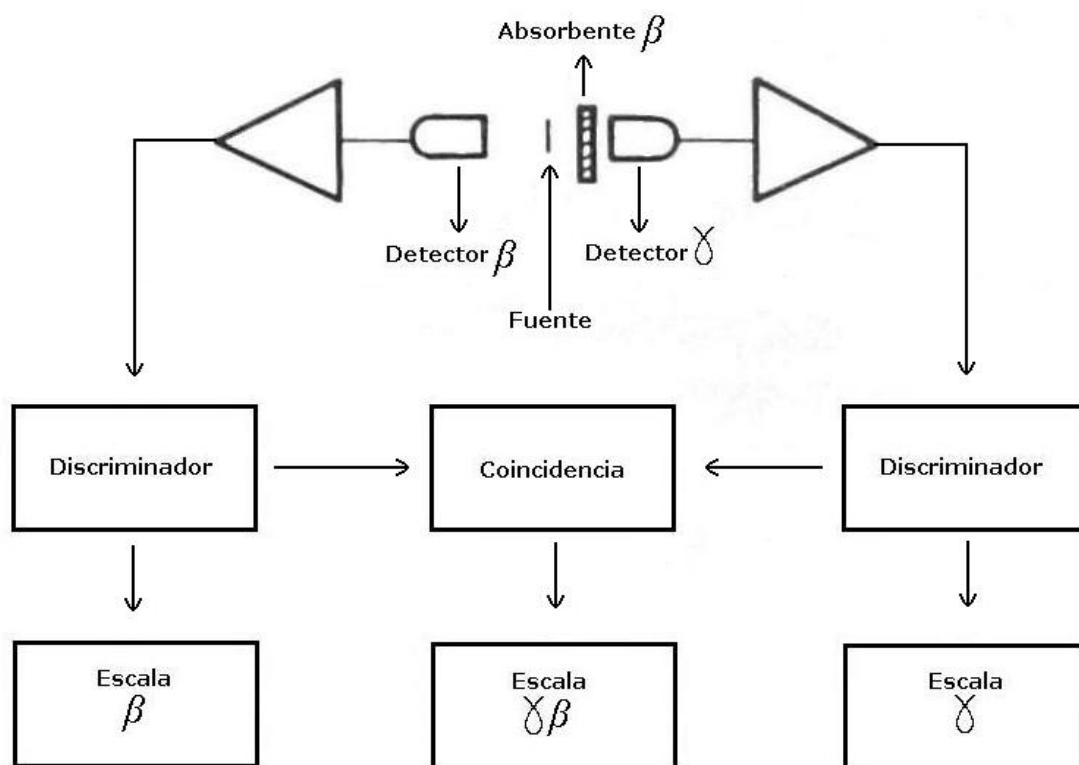 Absorbente β
Detector β
Detector γ
Fuente
Discriminador
Coincidencia
Discriminador
Escala
β
Escala
γβ
Escala
γ